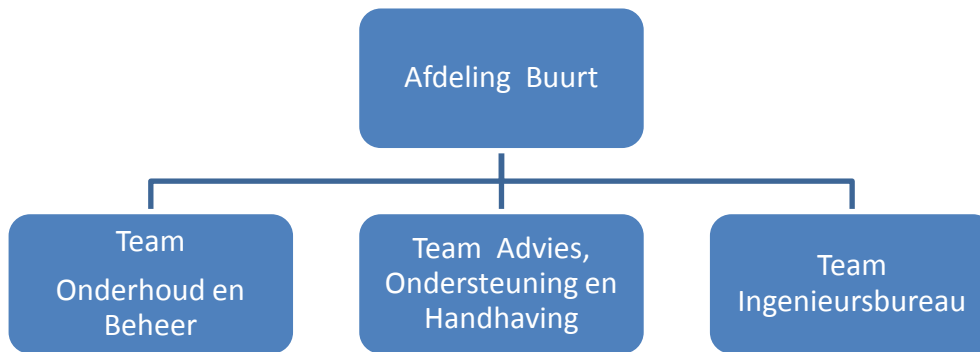 Afdeling Buurt
Team
Onderhoud en
Beheer
Team Advies,
Ondersteuning en
Handhaving
Team
Ingenieursbureau